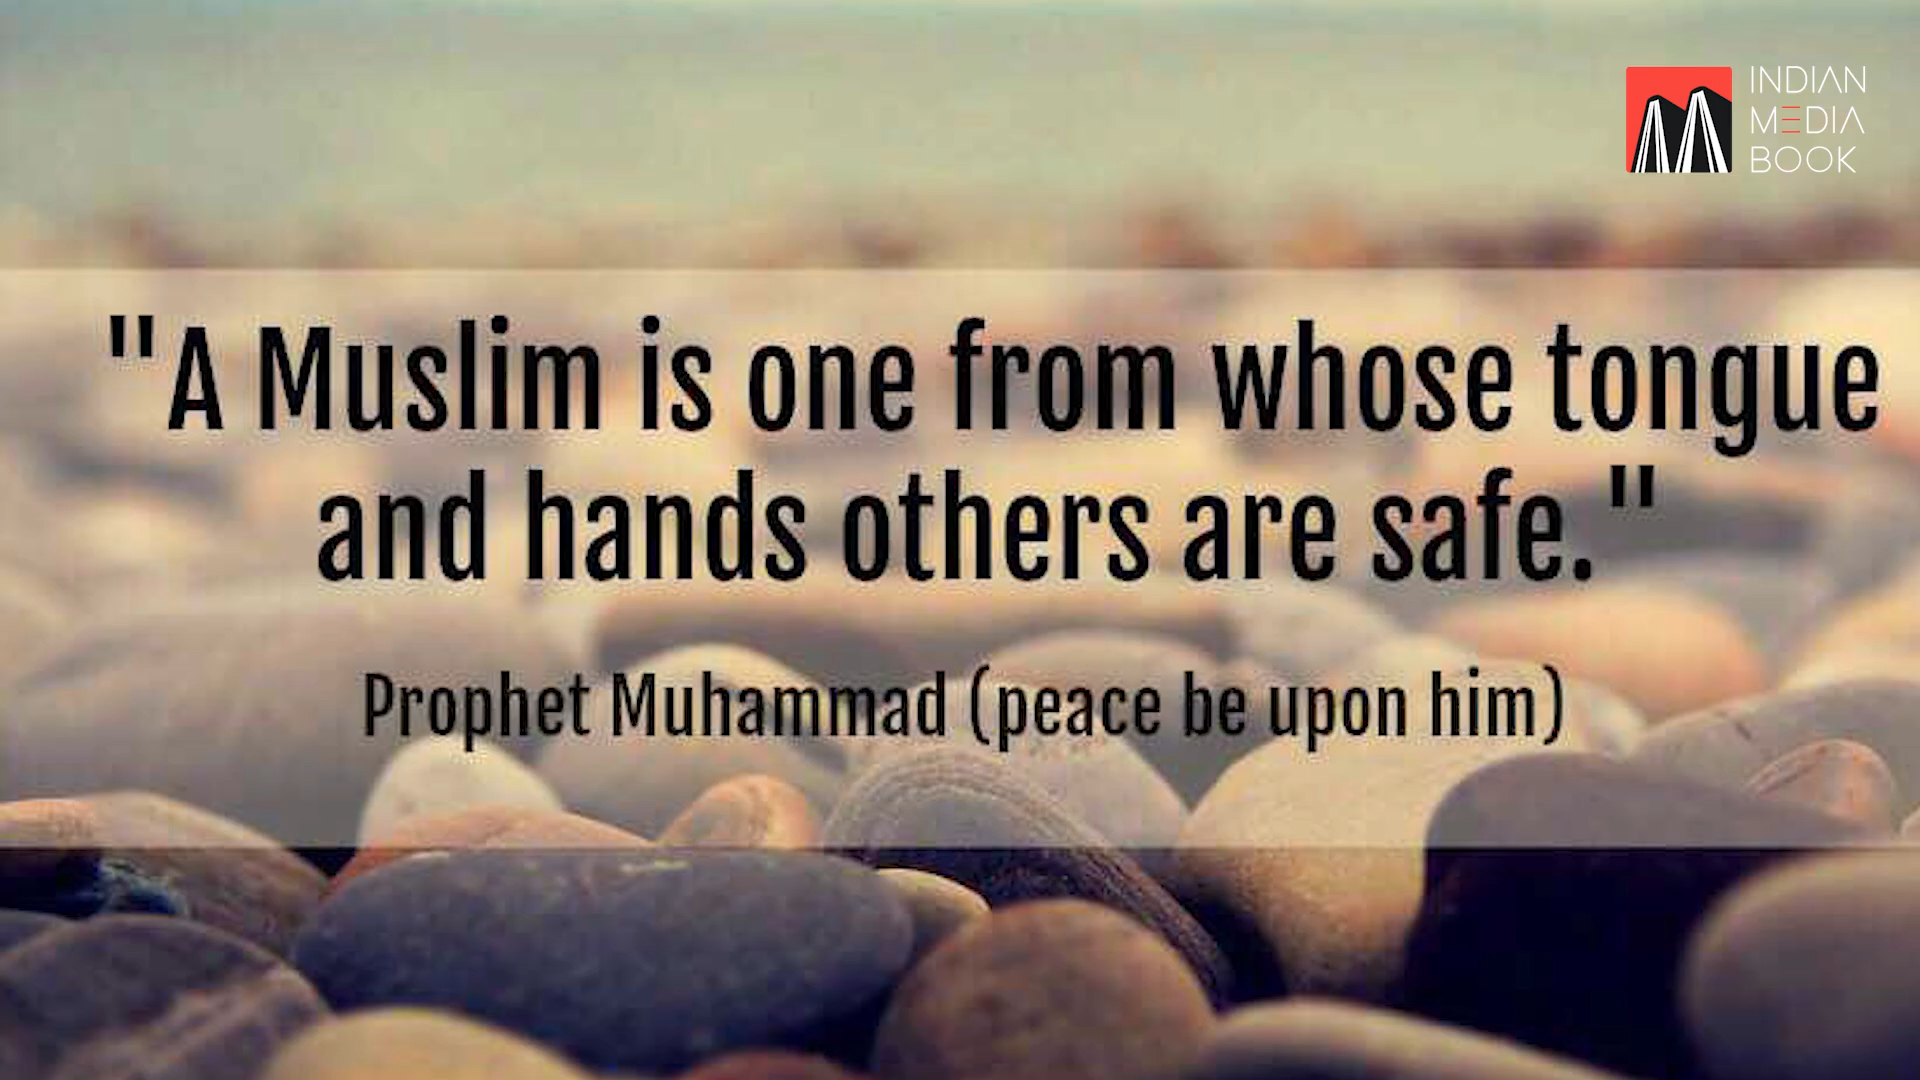 INDIAN
MEDIA
BOOK
"A Muslim is one from whose tongue
and hands others are safe."
Prophet Muhammad (peace be upon him)